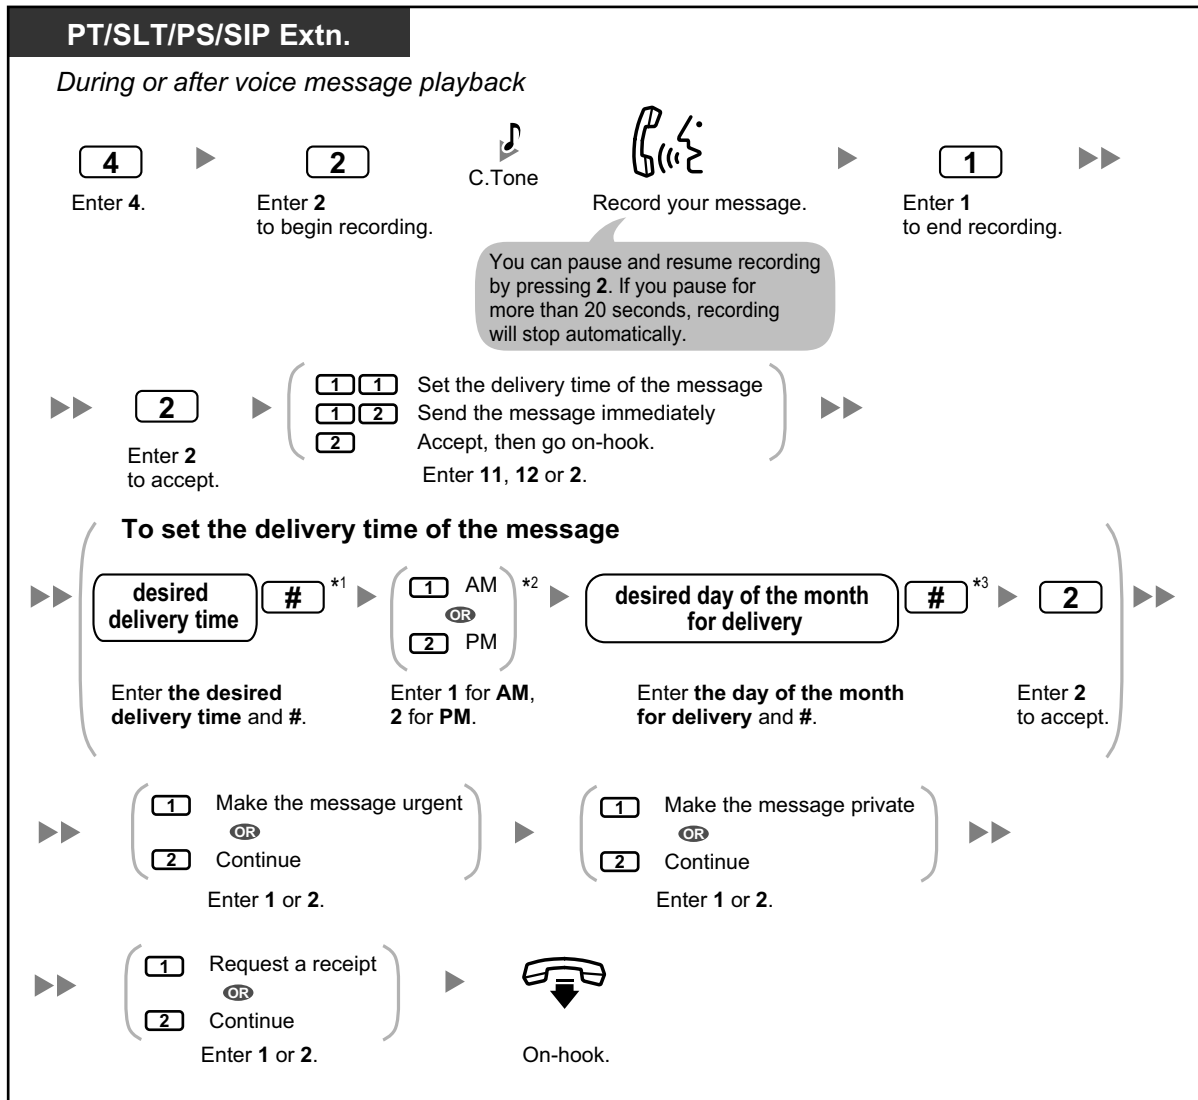 PT/SLT/PS/SIP Extn.
During or after voice message playback
4
2
C.Tone
1
Enter 4.
Enter 2
to begin recording.
Record your message.
Enter 1
to end recording.
You can pause and resume recording
by pressing 2. If you pause for
more than 20 seconds, recording
will stop automatically.
2
Enter 2
to accept.
1 1 Set the delivery time of the message
1 2 Send the message immediately
2 Accept, then go on-hook.
Enter 11, 12 or 2.
To set the delivery time of the message
desired
delivery time
# *1
1 AM
OR
2 PM
*2
desired day of the month
for delivery
# *3
2
Enter the desired
delivery time and #.
Enter 1 for AM,
2 for PM.
Enter the day of the month
for delivery and #.
Enter 2
to accept.
1 Make the message urgent
OR
2 Continue
Enter 1 or 2.
1 Make the message private
OR
2 Continue
Enter 1 or 2.
1 Request a receipt
OR
2 Continue
Enter 1 or 2.
On-hook.